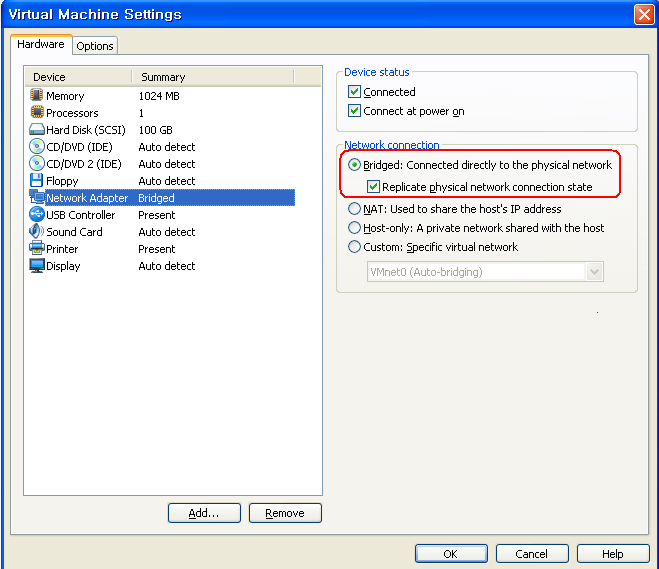 Virtual Machine Settings
Hardware Options
Device Summary
Memory 1024 MB
Processors 1
Hard Disk (SCSI) 100 GB
CD/DVD (IDE) Auto detect
CD/DVD 2 (IDE) Auto detect
Floppy Auto detect
Network Adapter Bridged
USB Controller Present
Sound Card Auto detect
Printer Present
Display Auto detect
Add... Remove
Device status
Connected
Connect at power on
Network connection
Bridged: Connected directly to the physical network
Replicate physical network connection state
NAT: Used to share the host's IP address
Host-only: A private network shared with the host
Custom: Specific virtual network
VMnet0 (Auto-bridging)
OK Cancel Help